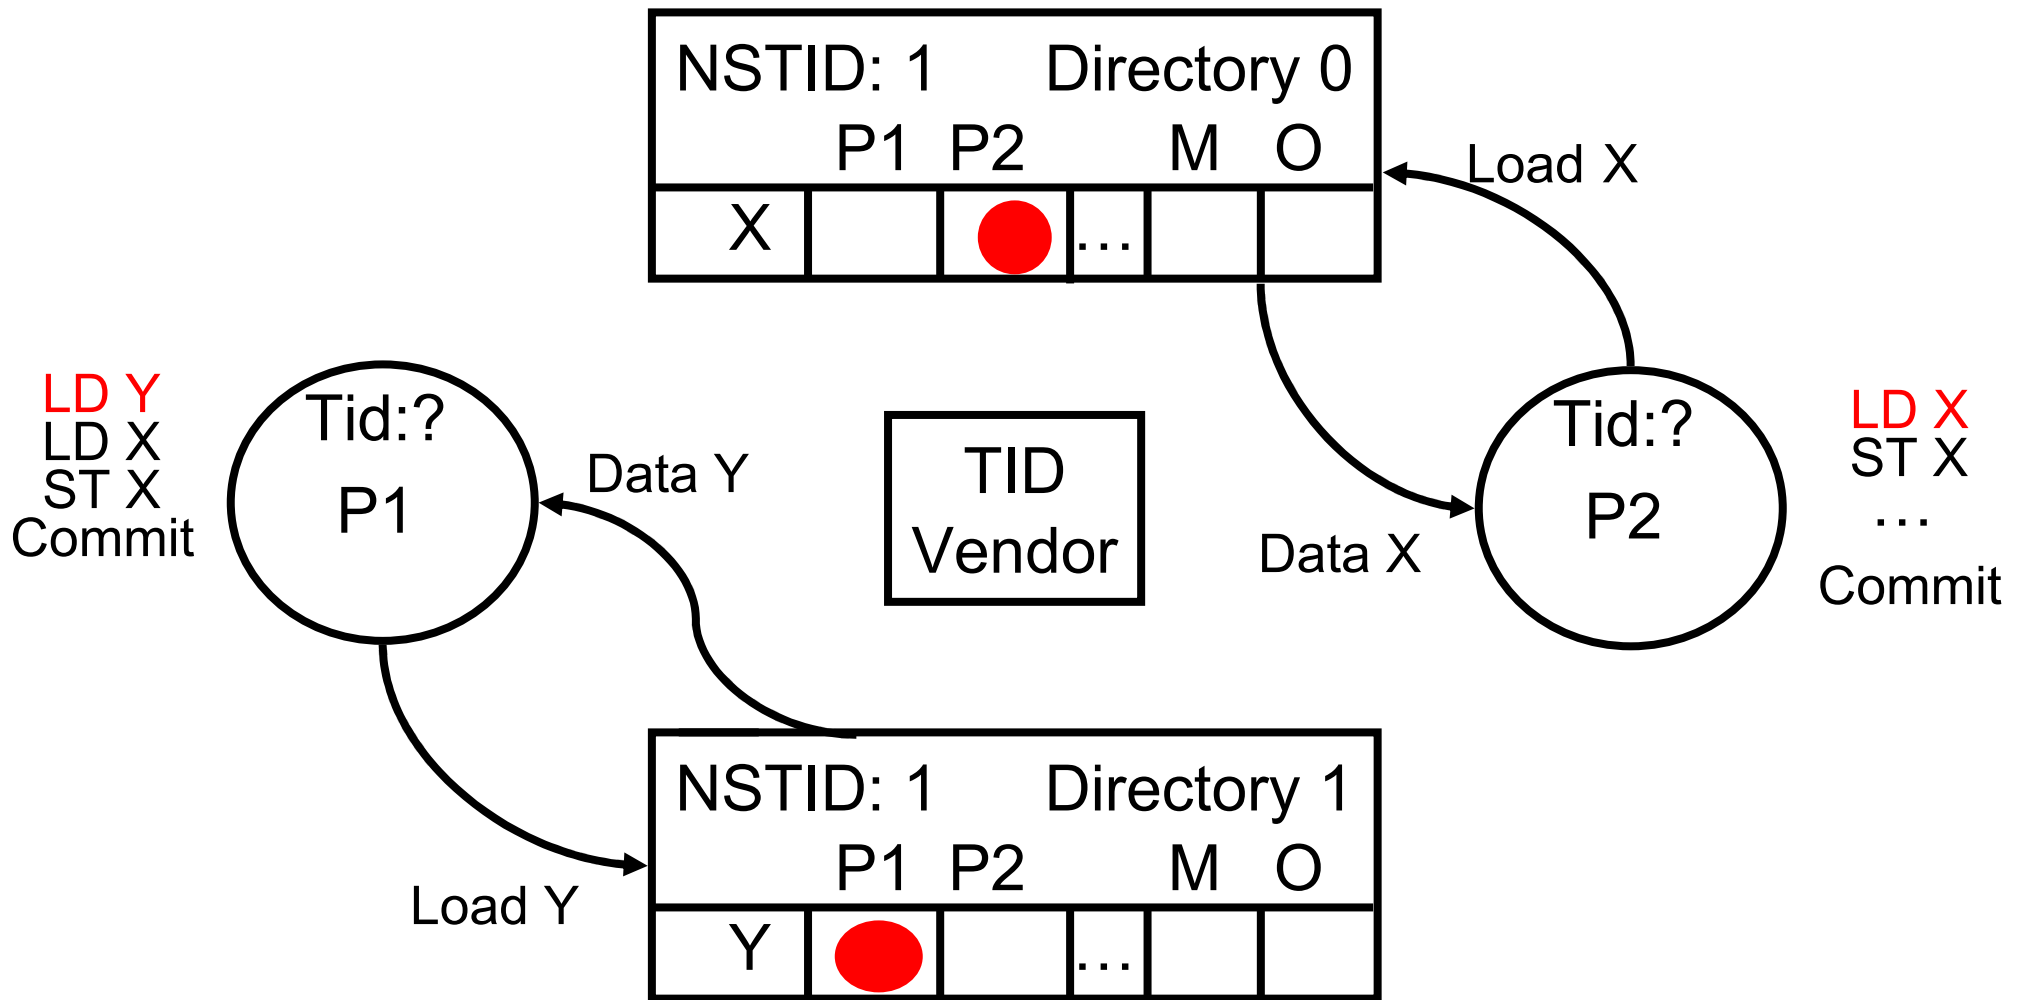 NSTID: 1 Directory 0
P1 P2 M O
X ...
Load X
LD Y
LD X
ST X
Commit
Tid:?
P1
Data Y
TID
Vendor
Data X
Tid:?
P2
LD X
ST X
...
Commit
Load Y
NSTID: 1 Directory 1
P1 P2 M O
Y ...